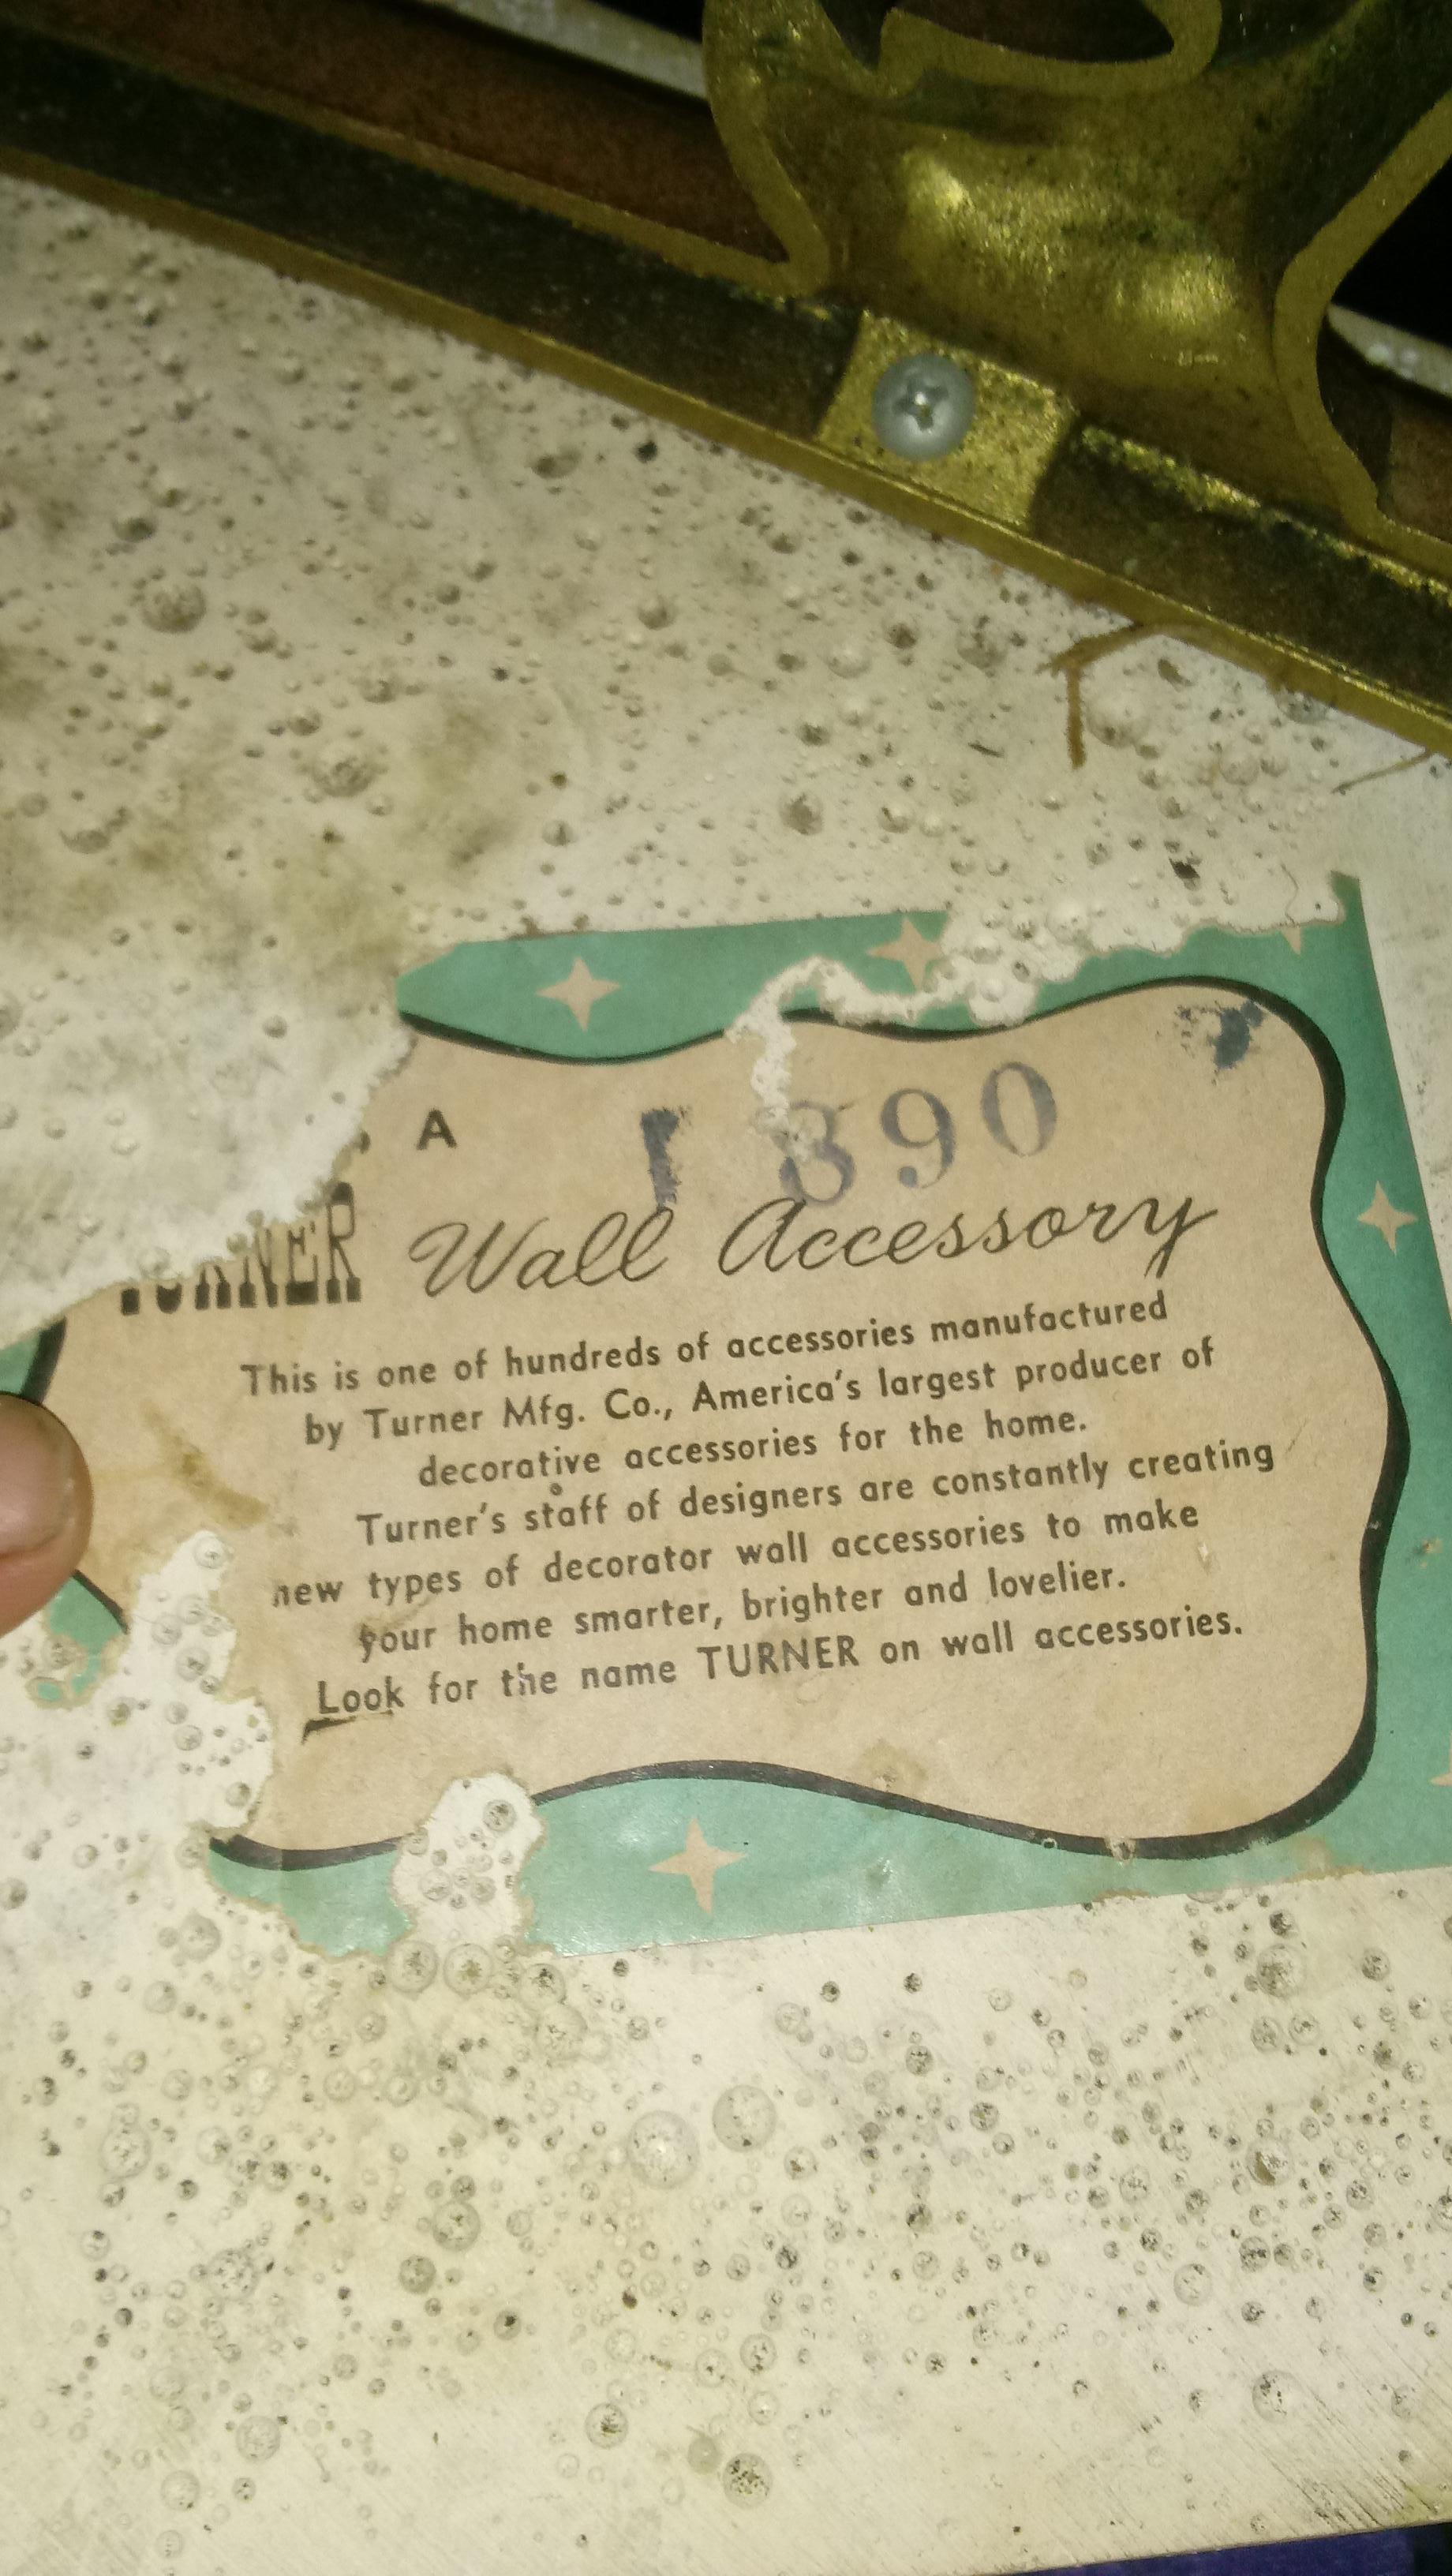 A
1890
TURNER Wall Accessory
This is one of hundreds of accessories manufactured
by Turner Mfg. Co., America's largest producer of
decorative accessories for the home.
Turner's staff of designers are constantly creating
new types of decorator wall accessories to make
your home smarter, brighter and lovelier.
Look for the name TURNER on wall accessories.